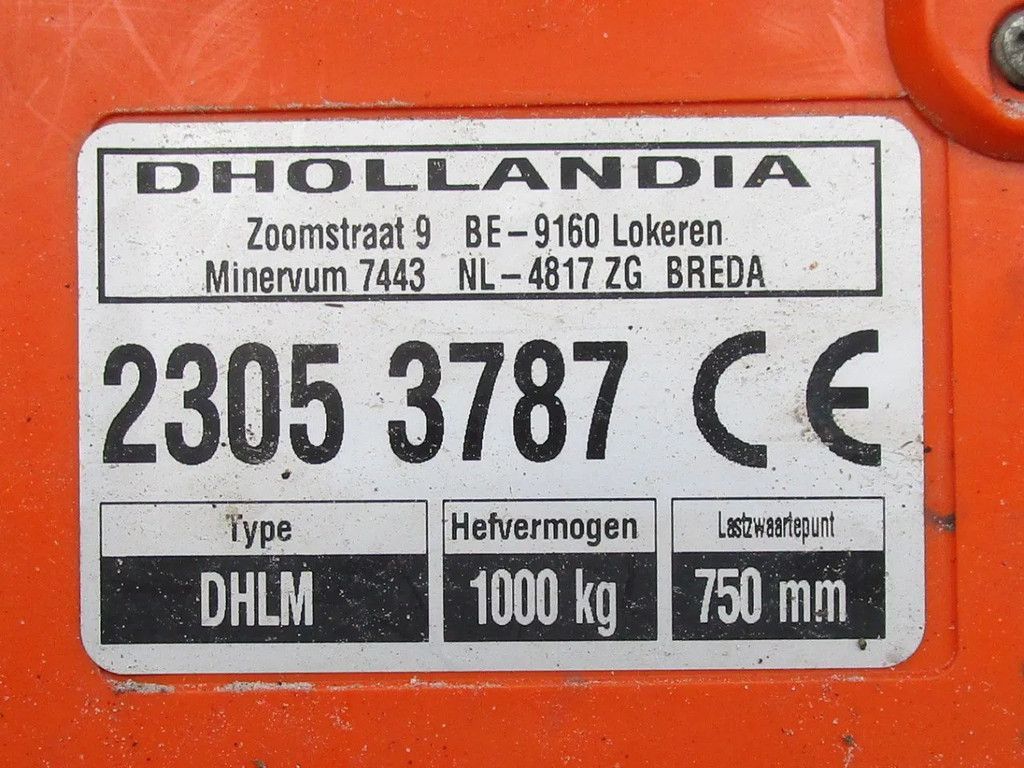 DHOLLANDIA
Zoomstraat 9 BE-9160 Lokeren
Minervum 7443 NL-4817 ZG BREDA
2305 3787 CE
Type Hefvermogen Lastzwaartepunt
DHLM 1000 kg 750 mm